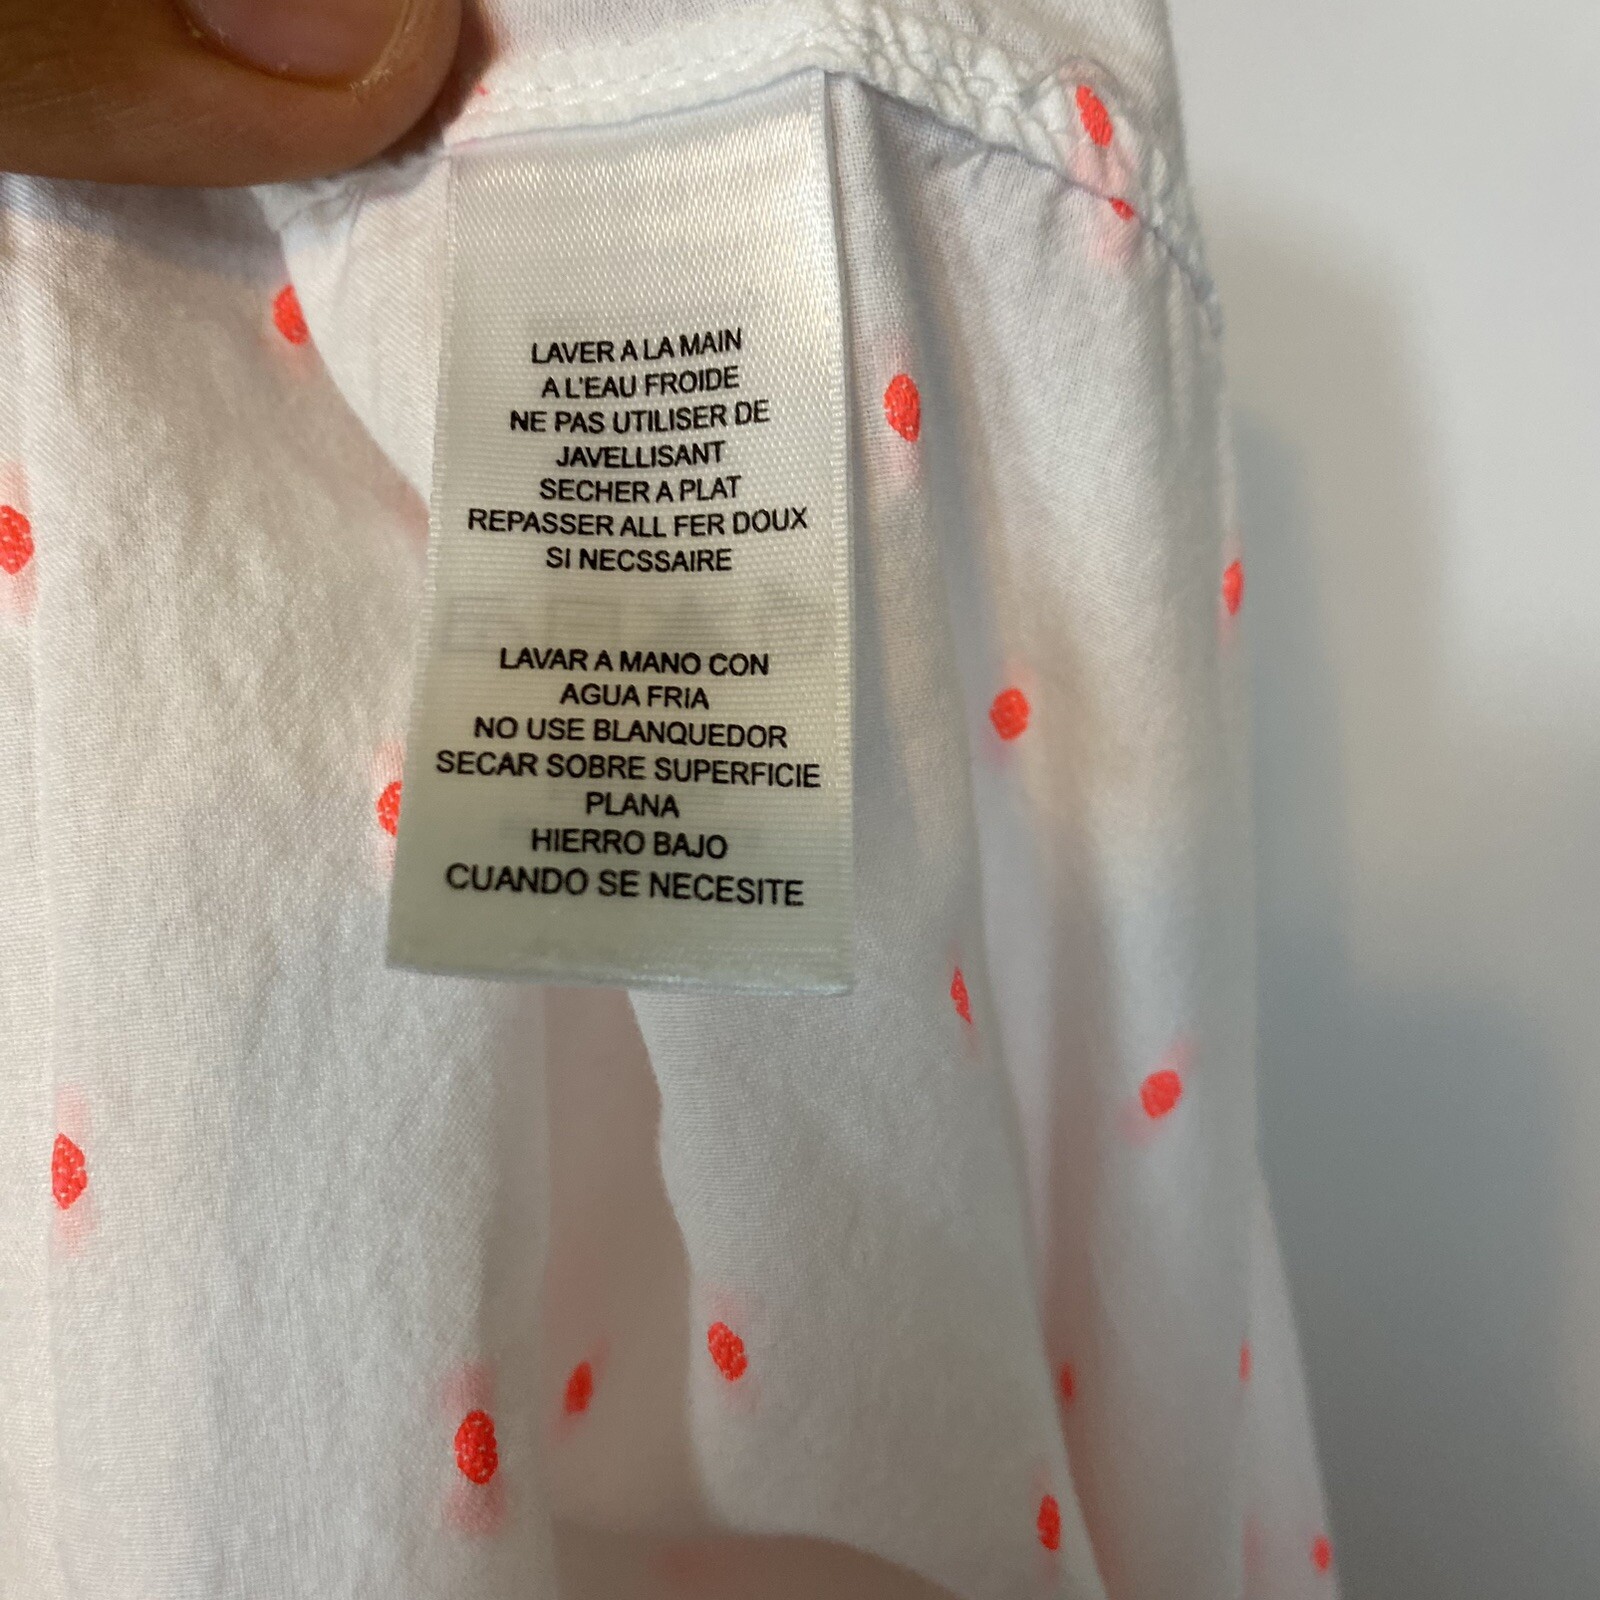 LAVER A LA MAIN
A L'EAU FROIDE
NE PAS UTILISER DE
JAVELLISANT
SECHER A PLAT
REPASSER ALL FER DOUX
SI NECSSAIRE
LAVAR A MANO CON
AGUA FRIA
NO USE BLANQUEDOR
SECAR SOBRE SUPERFICIE
PLANA
HIERRO BAJO
CUANDO SE NECESITE